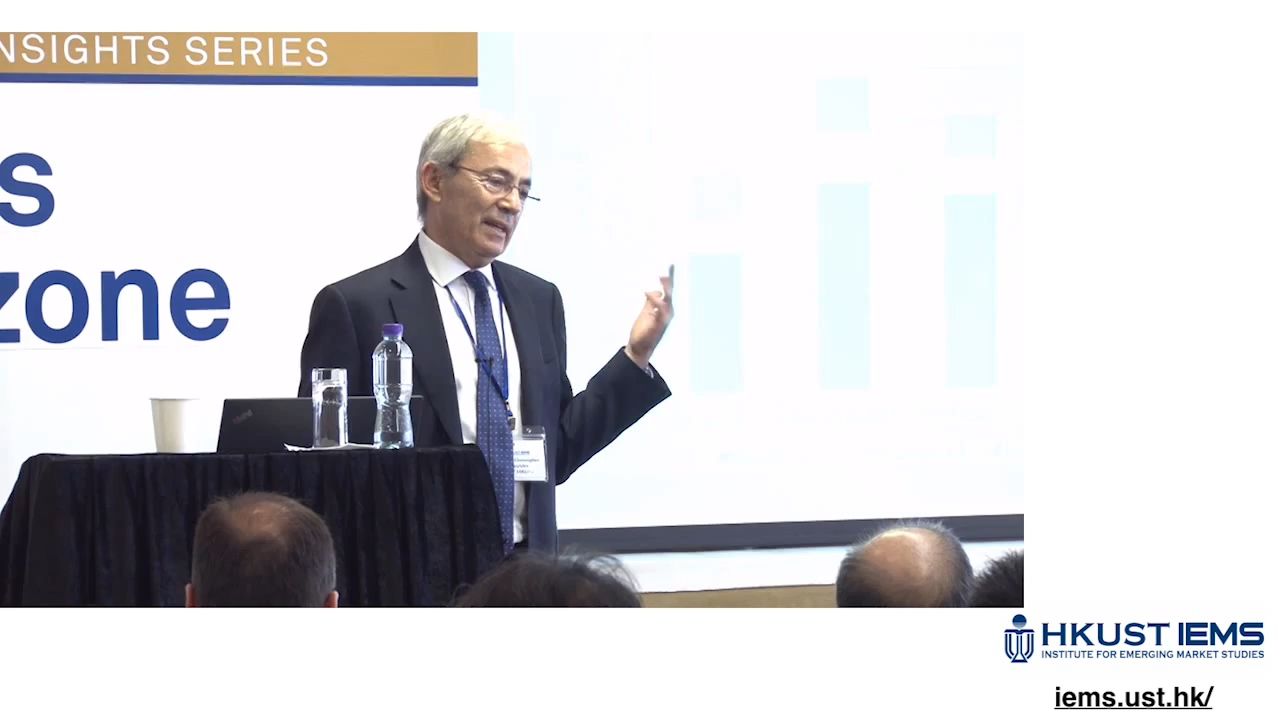 NSIGHTS SERIES
s
zone
HKUST IEMS
INSTITUTE FOR EMERGING MARKET STUDIES
iems.ust.hk/